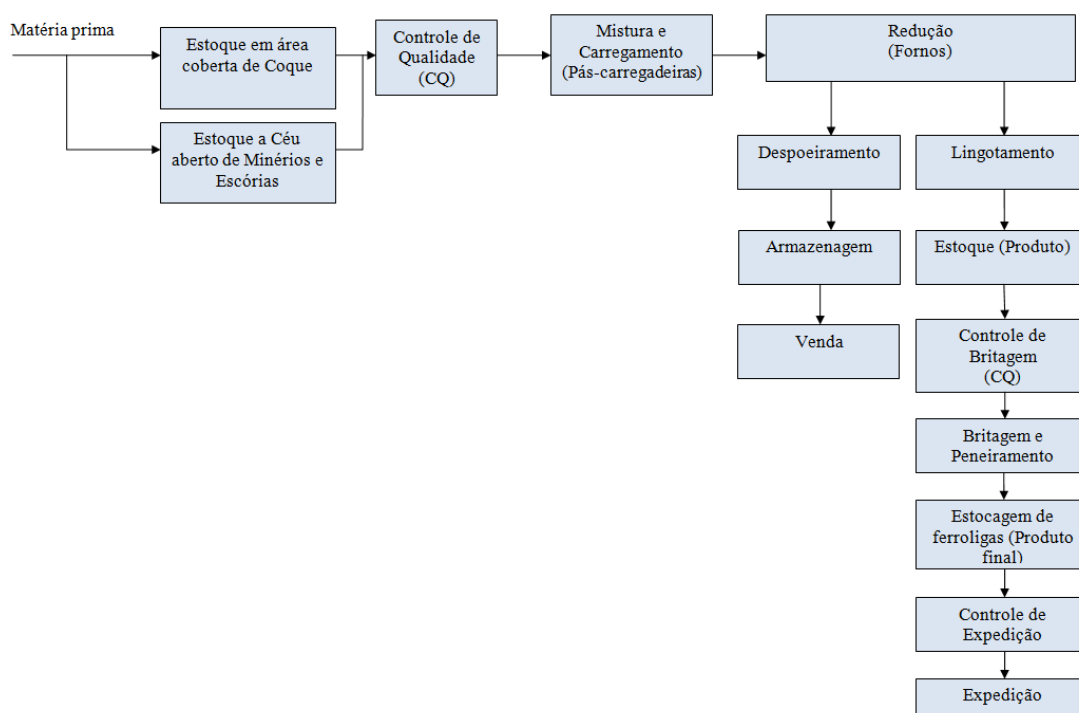 Matéria prima
Estoque em área
coberta de Coque
Estoque a Céu
aberto de Minérios e
Escórias
Controle de
Qualidade
(CQ)
Mistura e
Carregamento
(Pás-carregadeiras)
Redução
(Fornos)
Despoeiramento
Armazenagem
Venda
Lingotamento
Estoque (Produto)
Controle de
Britagem
(CQ)
Britagem e
Peneiramento
Estocagem de
ferroligas (Produto
final)
Controle de
Expedição
Expedição